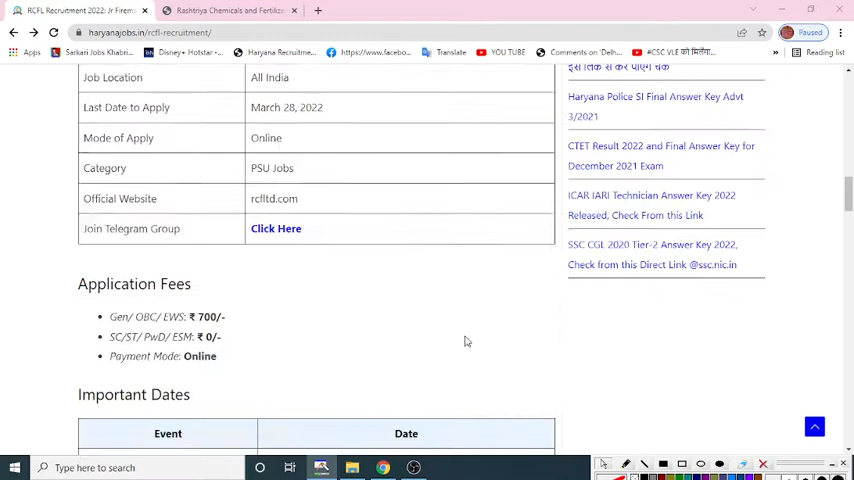 RCFL Recruitment 2022: Jr Firema
Rashtriya Chemicals and Fertiliz
haryanajobs.in/rcfl-recruitment/
Paused
Apps
Sarkari Jobs Khabri...
Disney+ Hotstar -...
Haryana Recruitme...
https://www.facebo...
Translate
YOU TUBE
Comments on 'Delh...
#CSC VLE को मिलेंगा...
»
Reading list
Job Location All India
Last Date to Apply March 28, 2022
Mode of Apply Online
Category PSU Jobs
Official Website rcfltd.com
Join Telegram Group Click Here
Application Fees
Gen/ OBC/ EWS: ₹ 700/-
SC/ST/ PwD/ ESM: ₹ 0/-
Payment Mode: Online
Important Dates
Event Date
इस लिंक से कर पाएंगे चेक
Haryana Police SI Final Answer Key Advt
3/2021
CTET Result 2022 and Final Answer Key for
December 2021 Exam
ICAR IARI Technician Answer Key 2022
Released, Check From this Link
SSC CGL 2020 Tier-2 Answer Key 2022,
Check from this Direct Link @ssc.nic.in
Type here to search